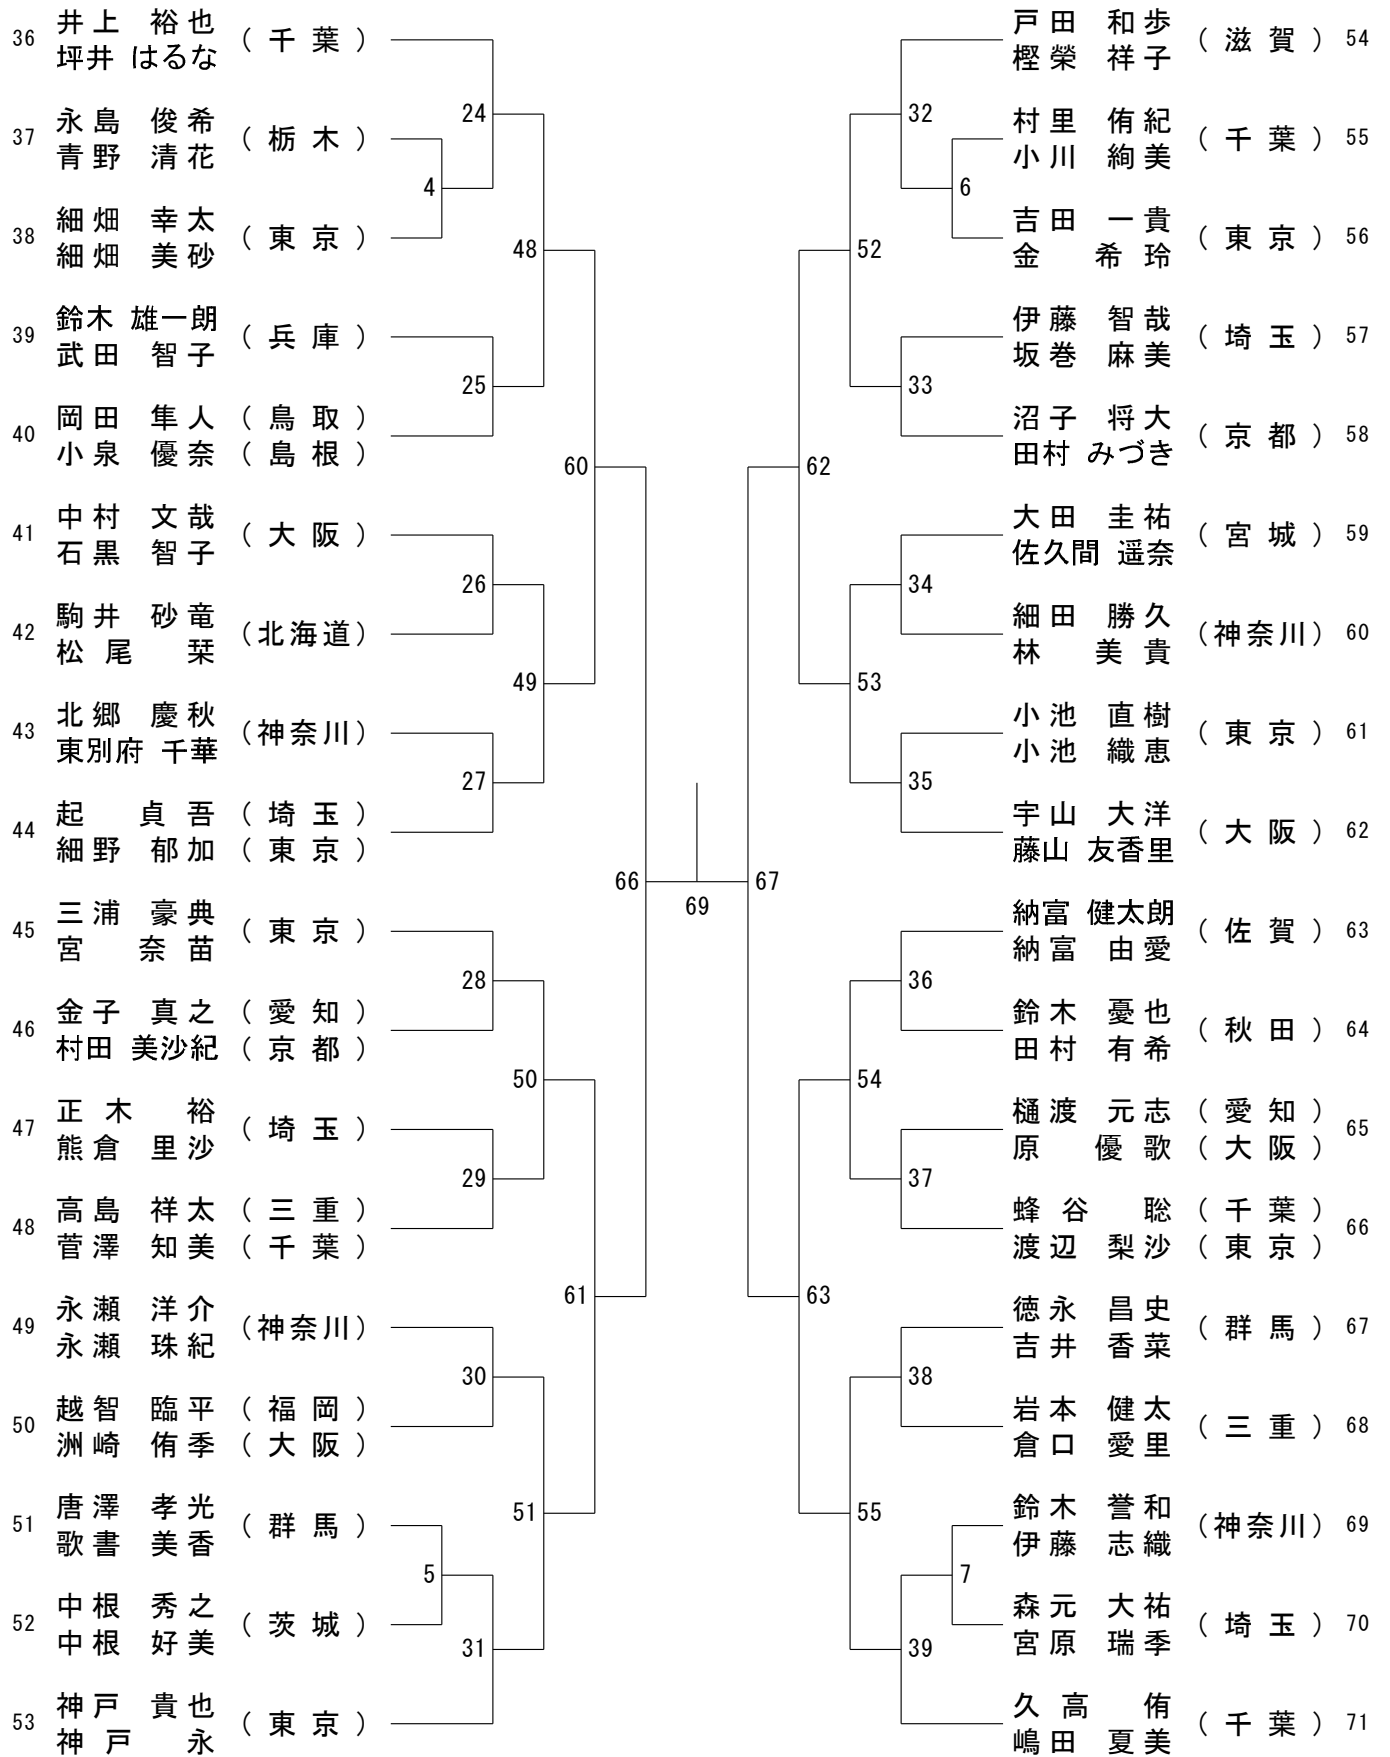 36 井上 裕也 (千葉)
坪井 はるな
24
37 永島 俊希 (栃木)
青野 清花
4
38 細畑 幸太 (東京)
細畑 美砂
48
39 鈴木 雄一朗 (兵庫)
武田 智子
25
40 岡田 隼人 (鳥取)
小泉 優奈 (島根)
60
41 中村 文哉 (大阪)
石黒 智子
26
42 駒井 砂竜 (北海道)
松尾 栞
49
43 北郷 慶秋 (神奈川)
東別府 千華
27
44 起 貞吾 (埼玉)
細野 郁加 (東京)
66
45 三浦 豪典 (東京)
宮 奈苗
28
46 金子 真之 (愛知)
村田 美沙紀 (京都)
50
47 正木 裕 (埼玉)
熊倉 里沙
29
48 高島 祥太 (三重)
菅澤 知美 (千葉)
61
49 永瀬 洋介 (神奈川)
永瀬 珠紀
30
50 越智 臨平 (福岡)
洲崎 侑季 (大阪)
51
51 唐澤 孝光 (群馬)
歌書 美香
5
52 中根 秀之 (茨城)
中根 好美
31
53 神戸 貴也 (東京)
神戸 永
69
戸田 和歩 (滋賀) 54
樫榮 祥子
32
村里 侑紀 (千葉) 55
小川 絢美
6
吉田 一貴 (東京) 56
金 希玲
52
伊藤 智哉 (埼玉) 57
坂巻 麻美
33
沼子 将大 (京都) 58
田村 みづき
62
大田 圭祐 (宮城) 59
佐久間 遥奈
34
細田 勝久 (神奈川) 60
林 美貴
53
小池 直樹 (東京) 61
小池 織恵
35
宇山 大洋 (大阪) 62
藤山 友香里
67
納富 健太朗 (佐賀) 63
納富 由愛
36
鈴木 憂也 (秋田) 64
田村 有希
54
樋渡 元志 (愛知) 65
原 優歌 (大阪)
37
蜂谷 聡 (千葉) 66
渡辺 梨沙 (東京)
63
徳永 昌史 (群馬) 67
吉井 香菜
38
岩本 健太 (三重) 68
倉口 愛里
55
鈴木 誉和 (神奈川) 69
伊藤 志織
7
森元 大祐 (埼玉) 70
宮原 瑞季
39
久高 侑 (千葉) 71
嶋田 夏美